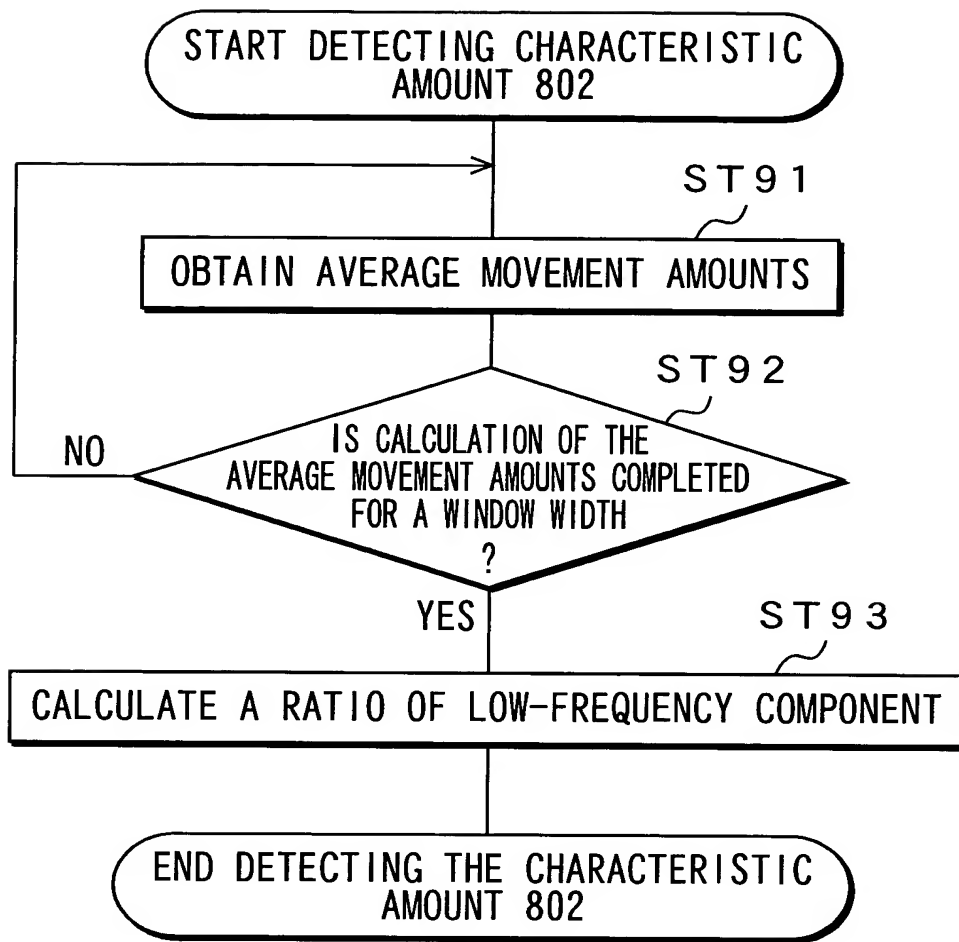 START DETECTING CHARACTERISTIC
AMOUNT 802
ST91
OBTAIN AVERAGE MOVEMENT AMOUNTS
ST92
IS CALCULATION OF THE
AVERAGE MOVEMENT AMOUNTS COMPLETED
FOR A WINDOW WIDTH
?
NO
YES
ST93
CALCULATE A RATIO OF LOW-FREQUENCY COMPONENT
END DETECTING THE CHARACTERISTIC
AMOUNT 802